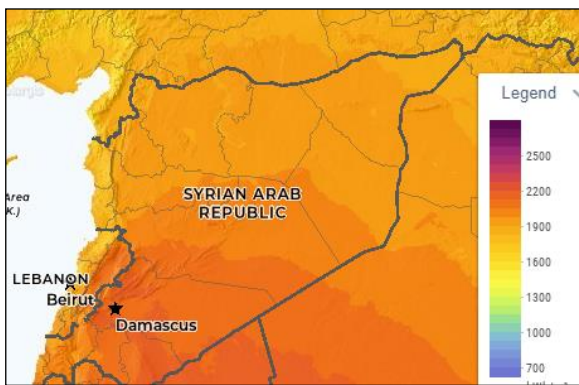 Area
K.)
SYRIAN ARAB
REPUBLIC
LEBANON
Beirut
Damascus
Legend
2500
2200
1900
1600
1300
1000
700